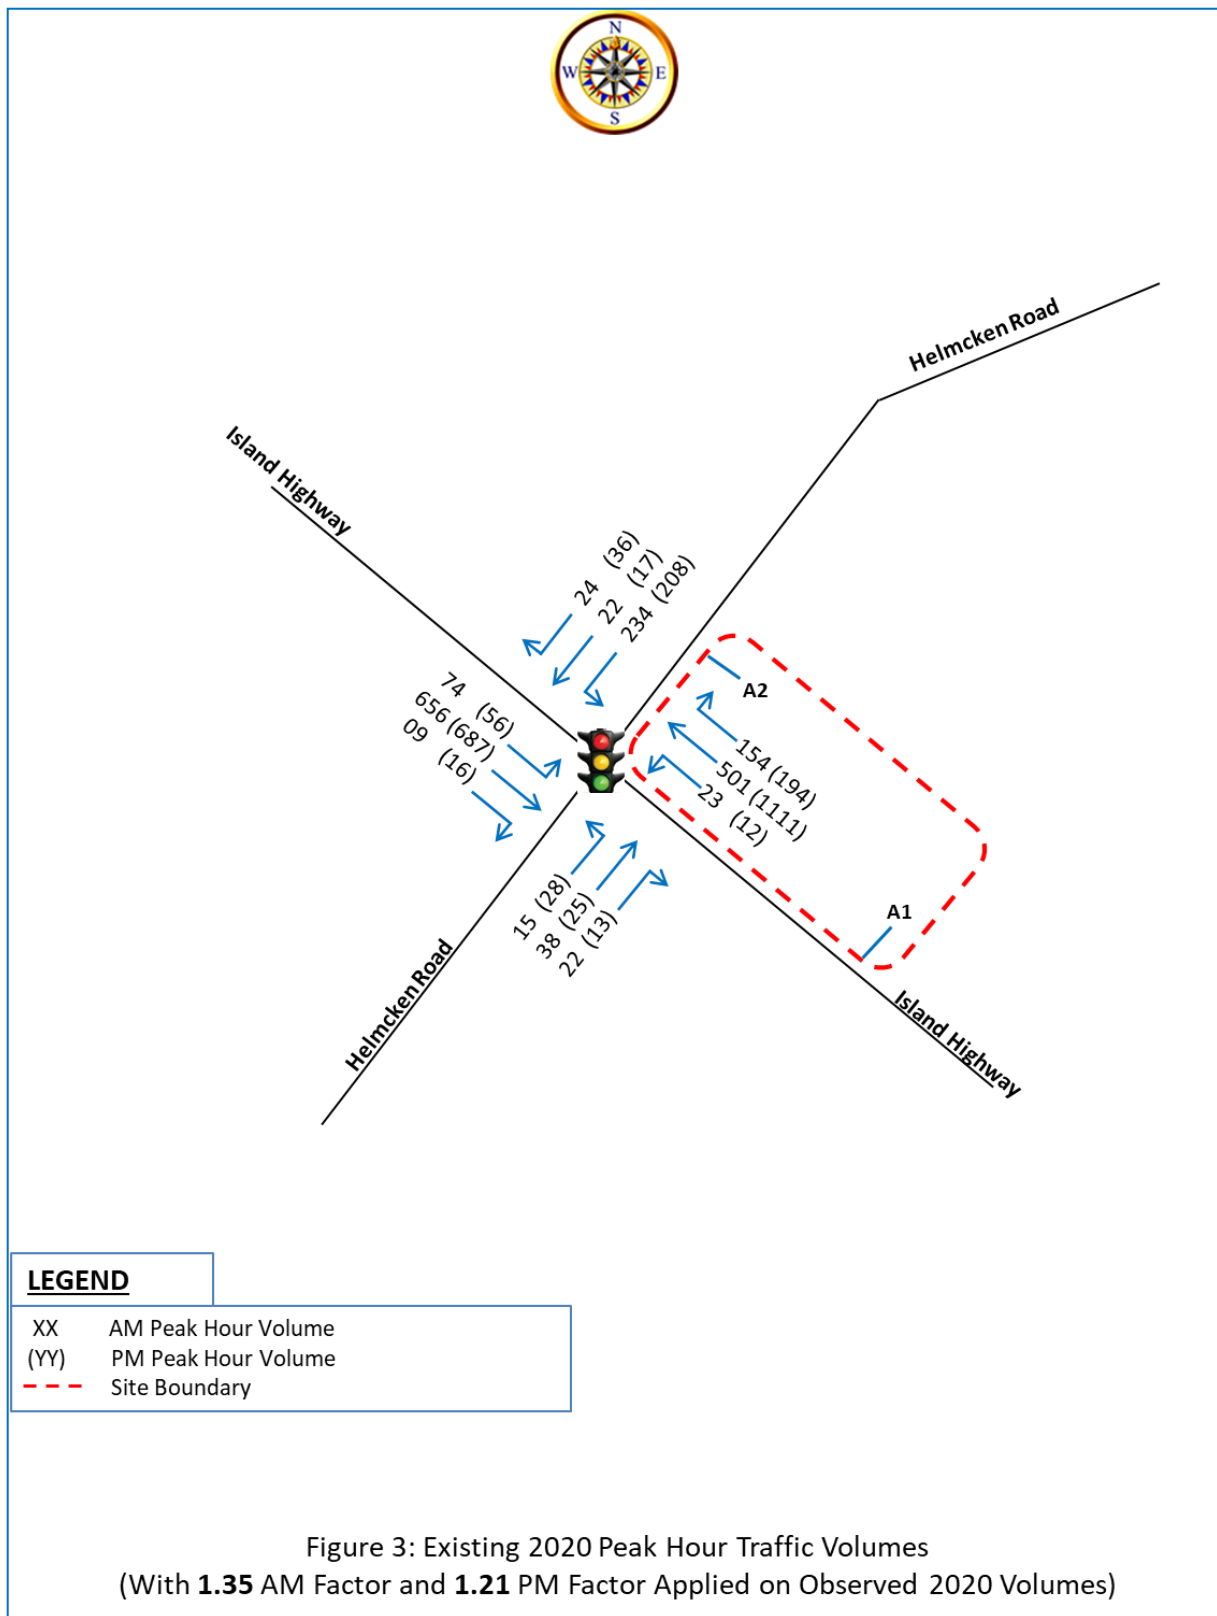 N
W E
S
Helmcken Road
Island Highway
24 (36)
22 (17)
234 (208)
74 (56)
656 (687)
09 (16)
A2
154 (194)
501 (1111)
23 (12)
15 (28)
38 (25)
22 (13)
A1
Helmcken Road
Island Highway
LEGEND
XX AM Peak Hour Volume
(YY) PM Peak Hour Volume
Site Boundary
Figure 3: Existing 2020 Peak Hour Traffic Volumes
(With 1.35 AM Factor and 1.21 PM Factor Applied on Observed 2020 Volumes)